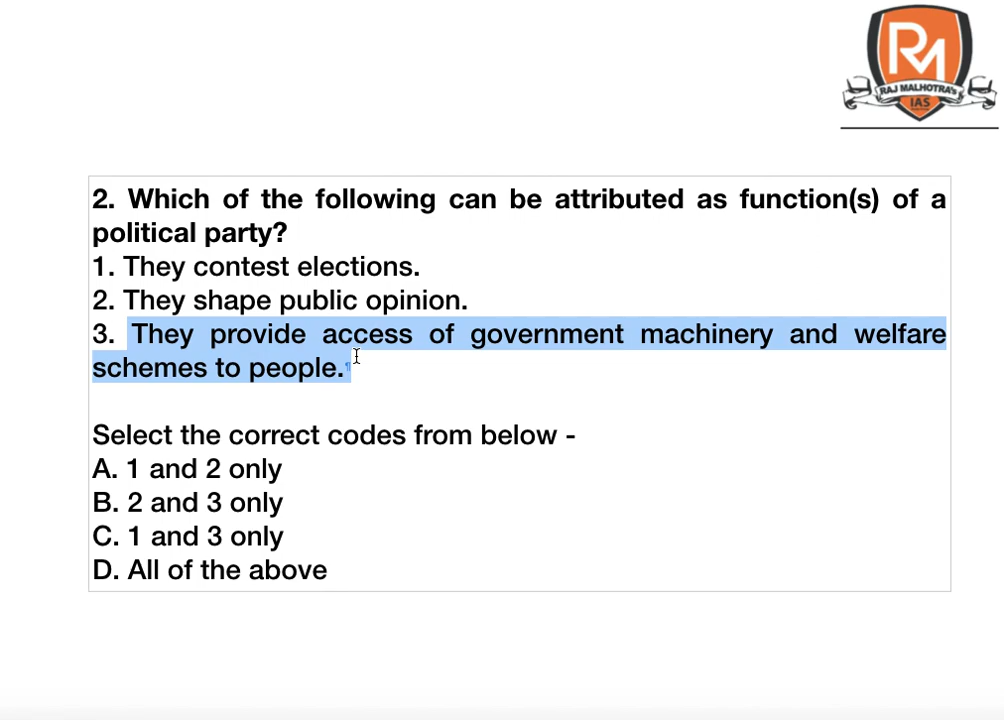 RM
RAJ MALHOTRA's
IAS
2. Which of the following can be attributed as function(s) of a
political party?
1. They contest elections.
2. They shape public opinion.
3. They provide access of government machinery and welfare
schemes to people.
Select the correct codes from below -
A. 1 and 2 only
B. 2 and 3 only
C. 1 and 3 only
D. All of the above